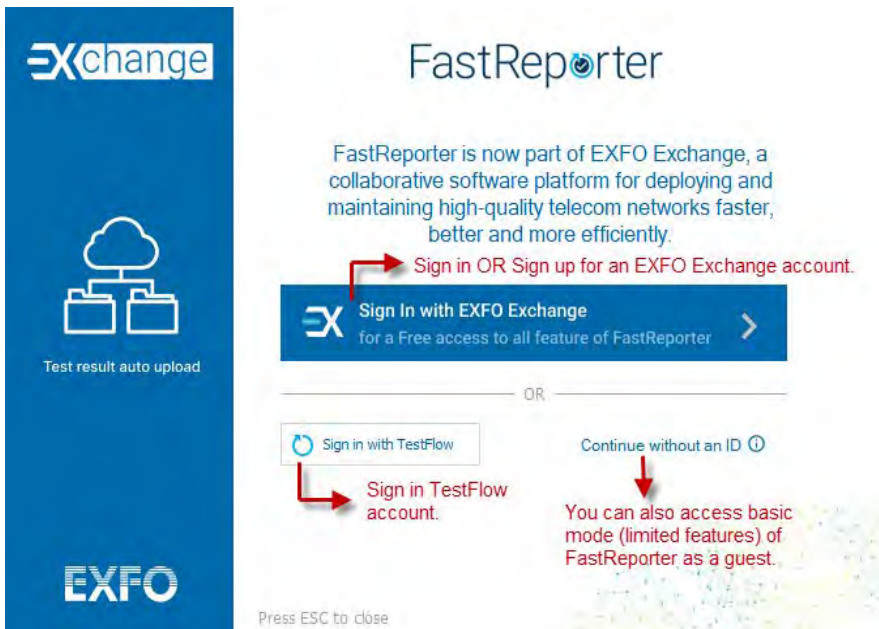 EXchange
Test result auto upload
EXFO
FastReporter
FastReporter is now part of EXFO Exchange, a
collaborative software platform for deploying and
maintaining high-quality telecom networks faster,
better and more efficiently.
Sign in OR Sign up for an EXFO Exchange account.
EX
Sign In with EXFO Exchange
for a Free access to all feature of FastReporter
OR
Sign in with TestFlow
Continue without an ID
Sign in TestFlow
account.
You can also access basic
mode (limited features) of
FastReporter as a guest.
Press ESC to close